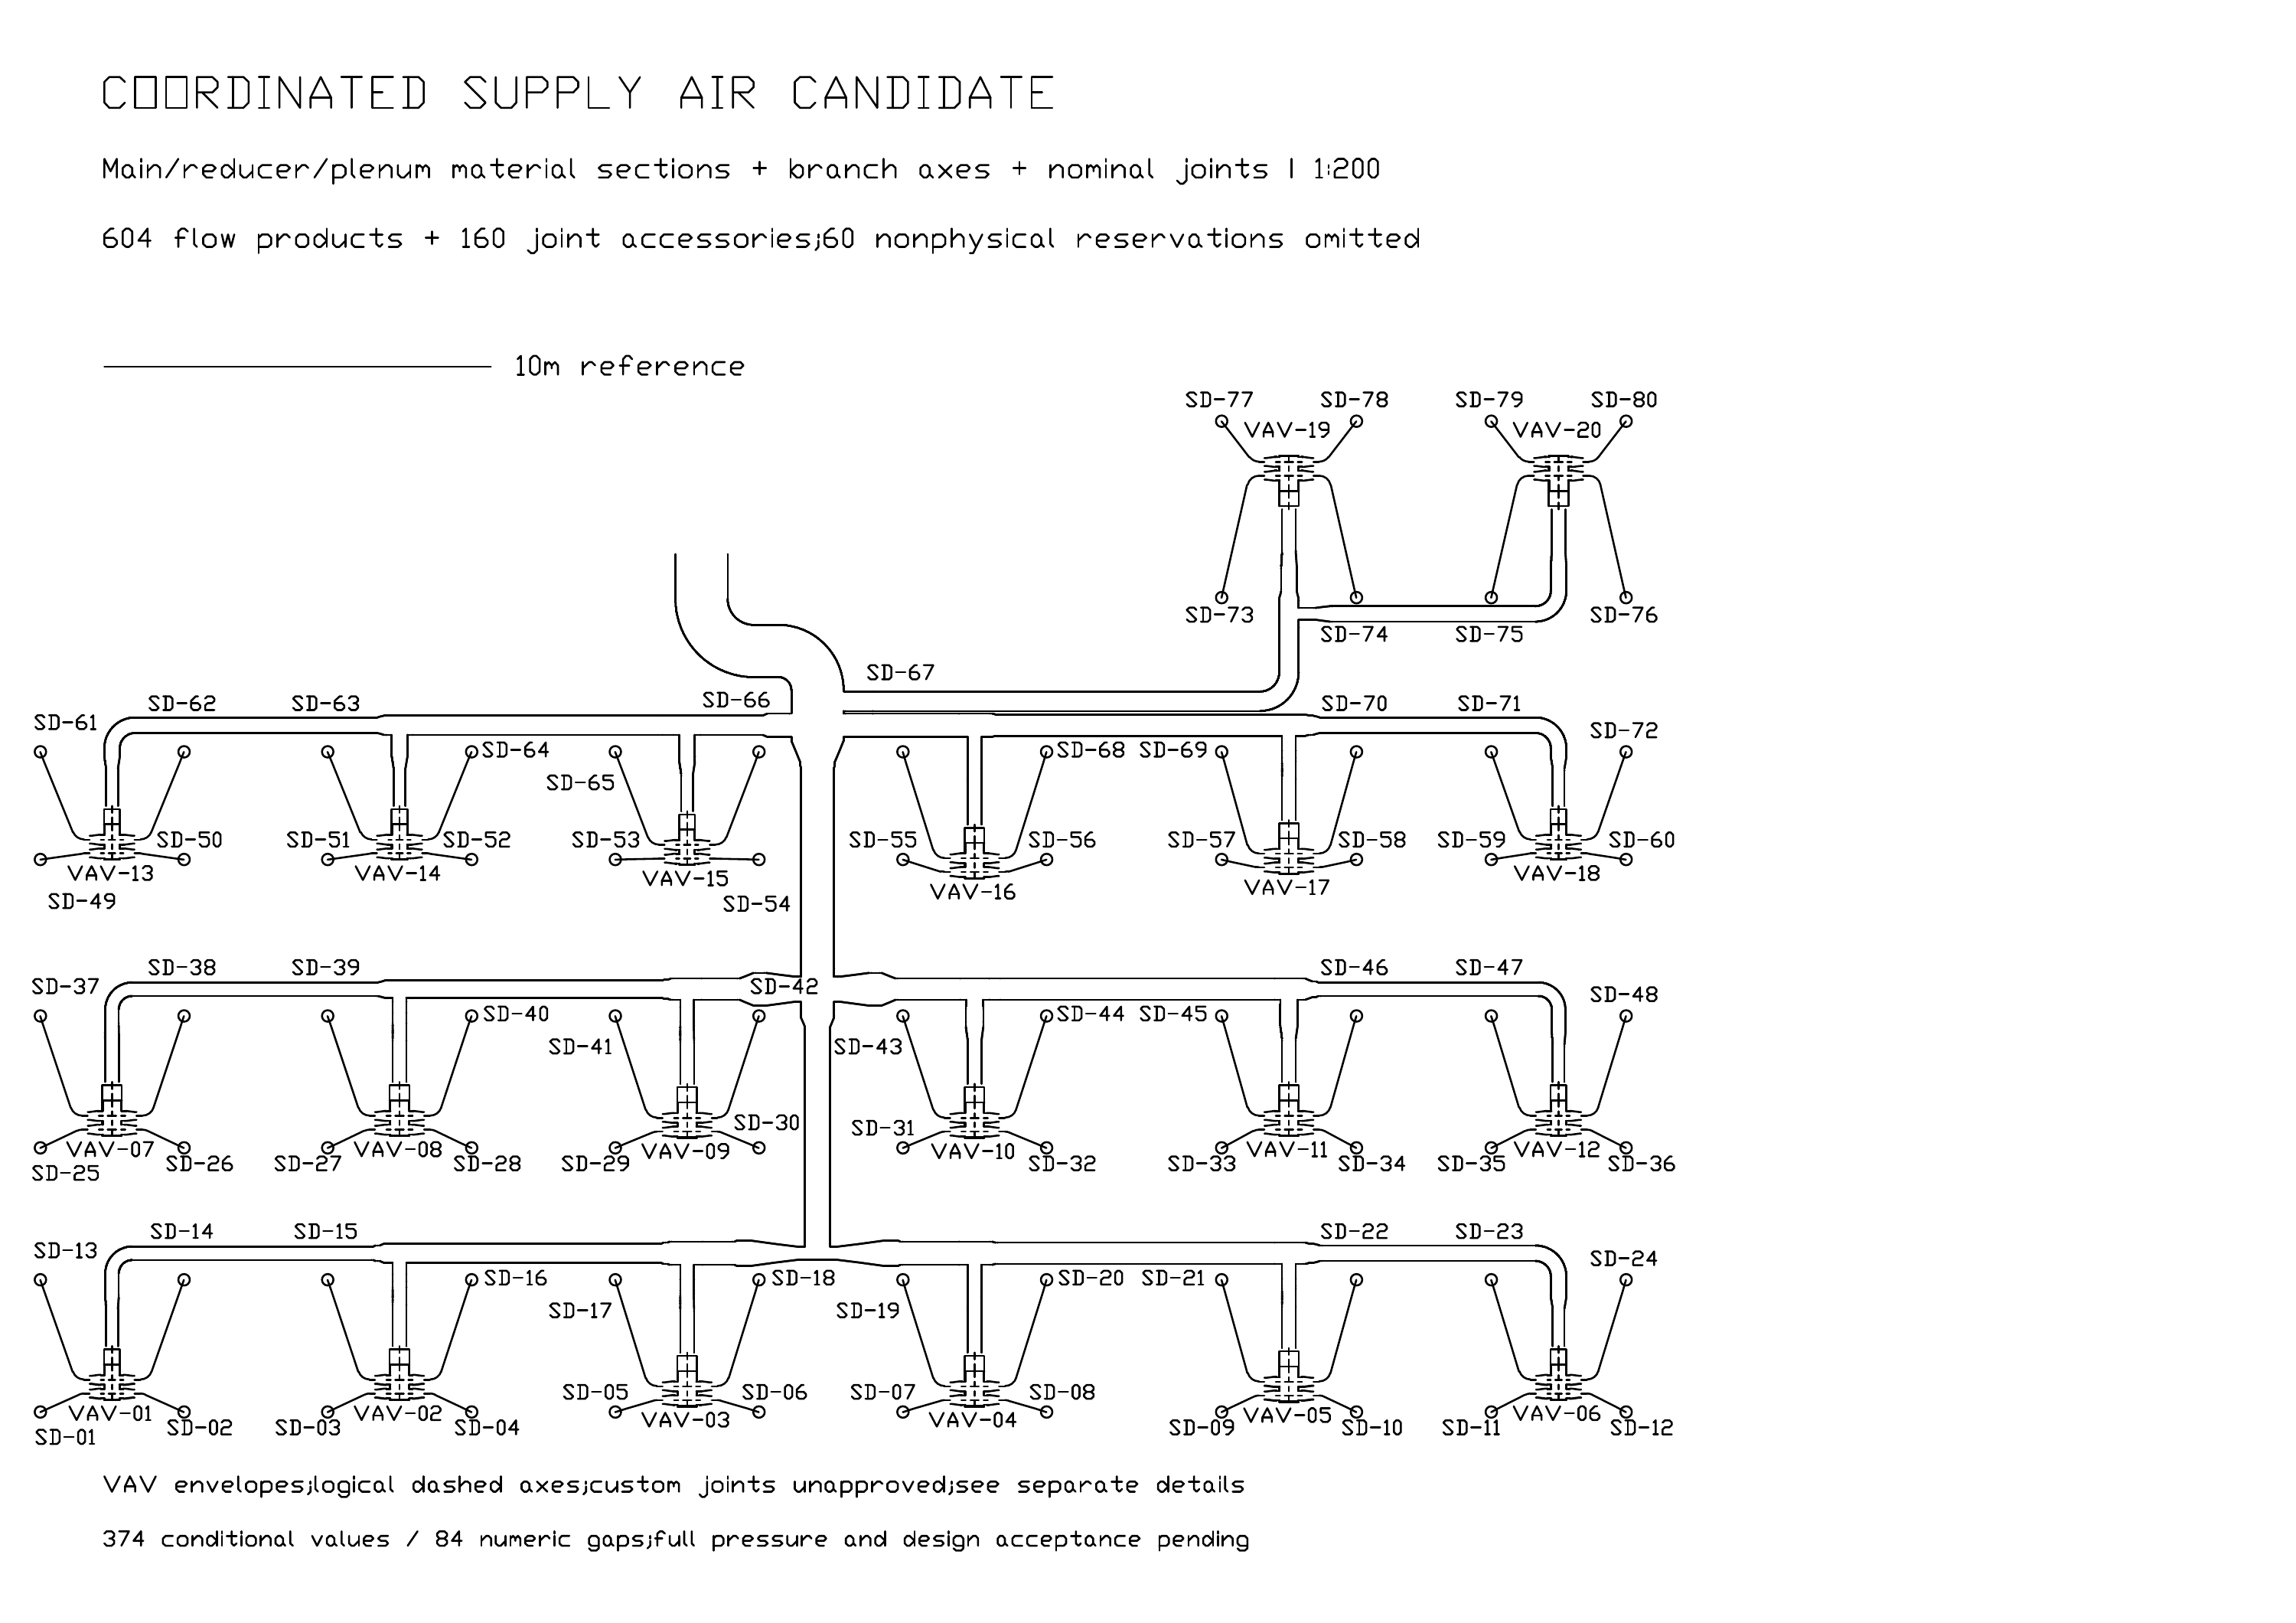 COORDINATED SUPPLY AIR CANDIDATE
Main/reducer/plenum material sections + branch axes + nominal joints | 1:200
604 flow products + 160 joint accessories;60 nonphysical reservations omitted
10m reference
SD-77 SD-78 SD-79 SD-80
VAV-19 VAV-20
SD-73 SD-76
SD-74 SD-75
SD-67
SD-66
SD-62 SD-63 SD-70 SD-71
SD-61 SD-72
SD-64 SD-68 SD-69
SD-65
SD-50 SD-51 SD-52 SD-53 SD-55 SD-56 SD-57 SD-58 SD-59 SD-60
VAV-13 VAV-14 VAV-15 VAV-16 VAV-17 VAV-18
SD-49 SD-54
SD-38 SD-39 SD-46 SD-47
SD-37 SD-42 SD-48
SD-40 SD-44 SD-45
SD-41 SD-43
SD-30 SD-31
VAV-07 VAV-08 VAV-09 VAV-10 VAV-11 VAV-12
SD-25 SD-26 SD-27 SD-28 SD-29 SD-32 SD-33 SD-34 SD-35 SD-36
SD-14 SD-15 SD-22 SD-23
SD-13 SD-24
SD-16 SD-18 SD-20 SD-21
SD-17 SD-19
SD-05 SD-06 SD-07 SD-08
VAV-01 VAV-02 VAV-03 VAV-04 VAV-05 VAV-06
SD-01 SD-02 SD-03 SD-04 SD-09 SD-10 SD-11 SD-12
VAV envelopes;logical dashed axes;custom joints unapproved;see separate details
374 conditional values / 84 numeric gaps;full pressure and design acceptance pending